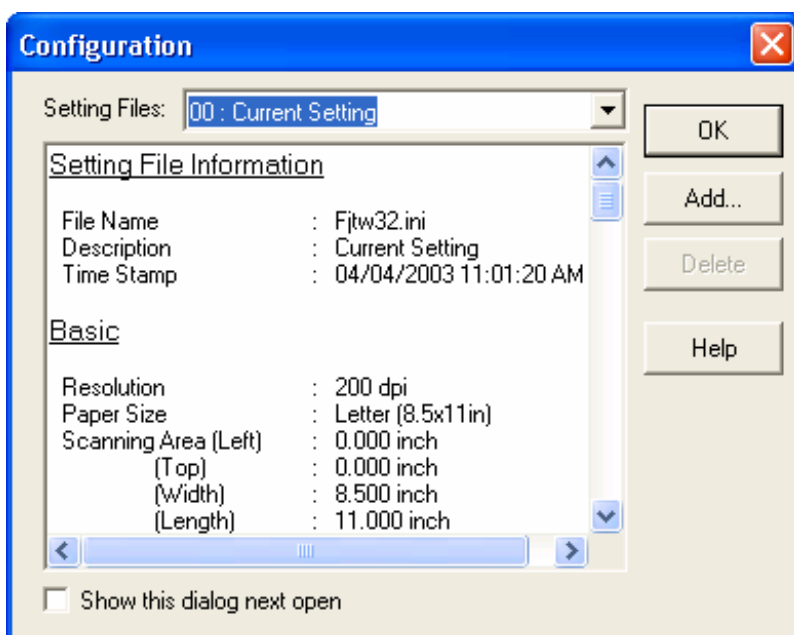 Configuration
Setting Files: 00 : Current Setting
OK
Add...
Delete
Help
Setting File Information
File Name : Fjtw32.ini
Description : Current Setting
Time Stamp : 04/04/2003 11:01:20 AM
Basic
Resolution : 200 dpi
Paper Size : Letter (8.5x11in)
Scanning Area (Left) : 0.000 inch
(Top) : 0.000 inch
(Width) : 8.500 inch
(Length) : 11.000 inch
Show this dialog next open